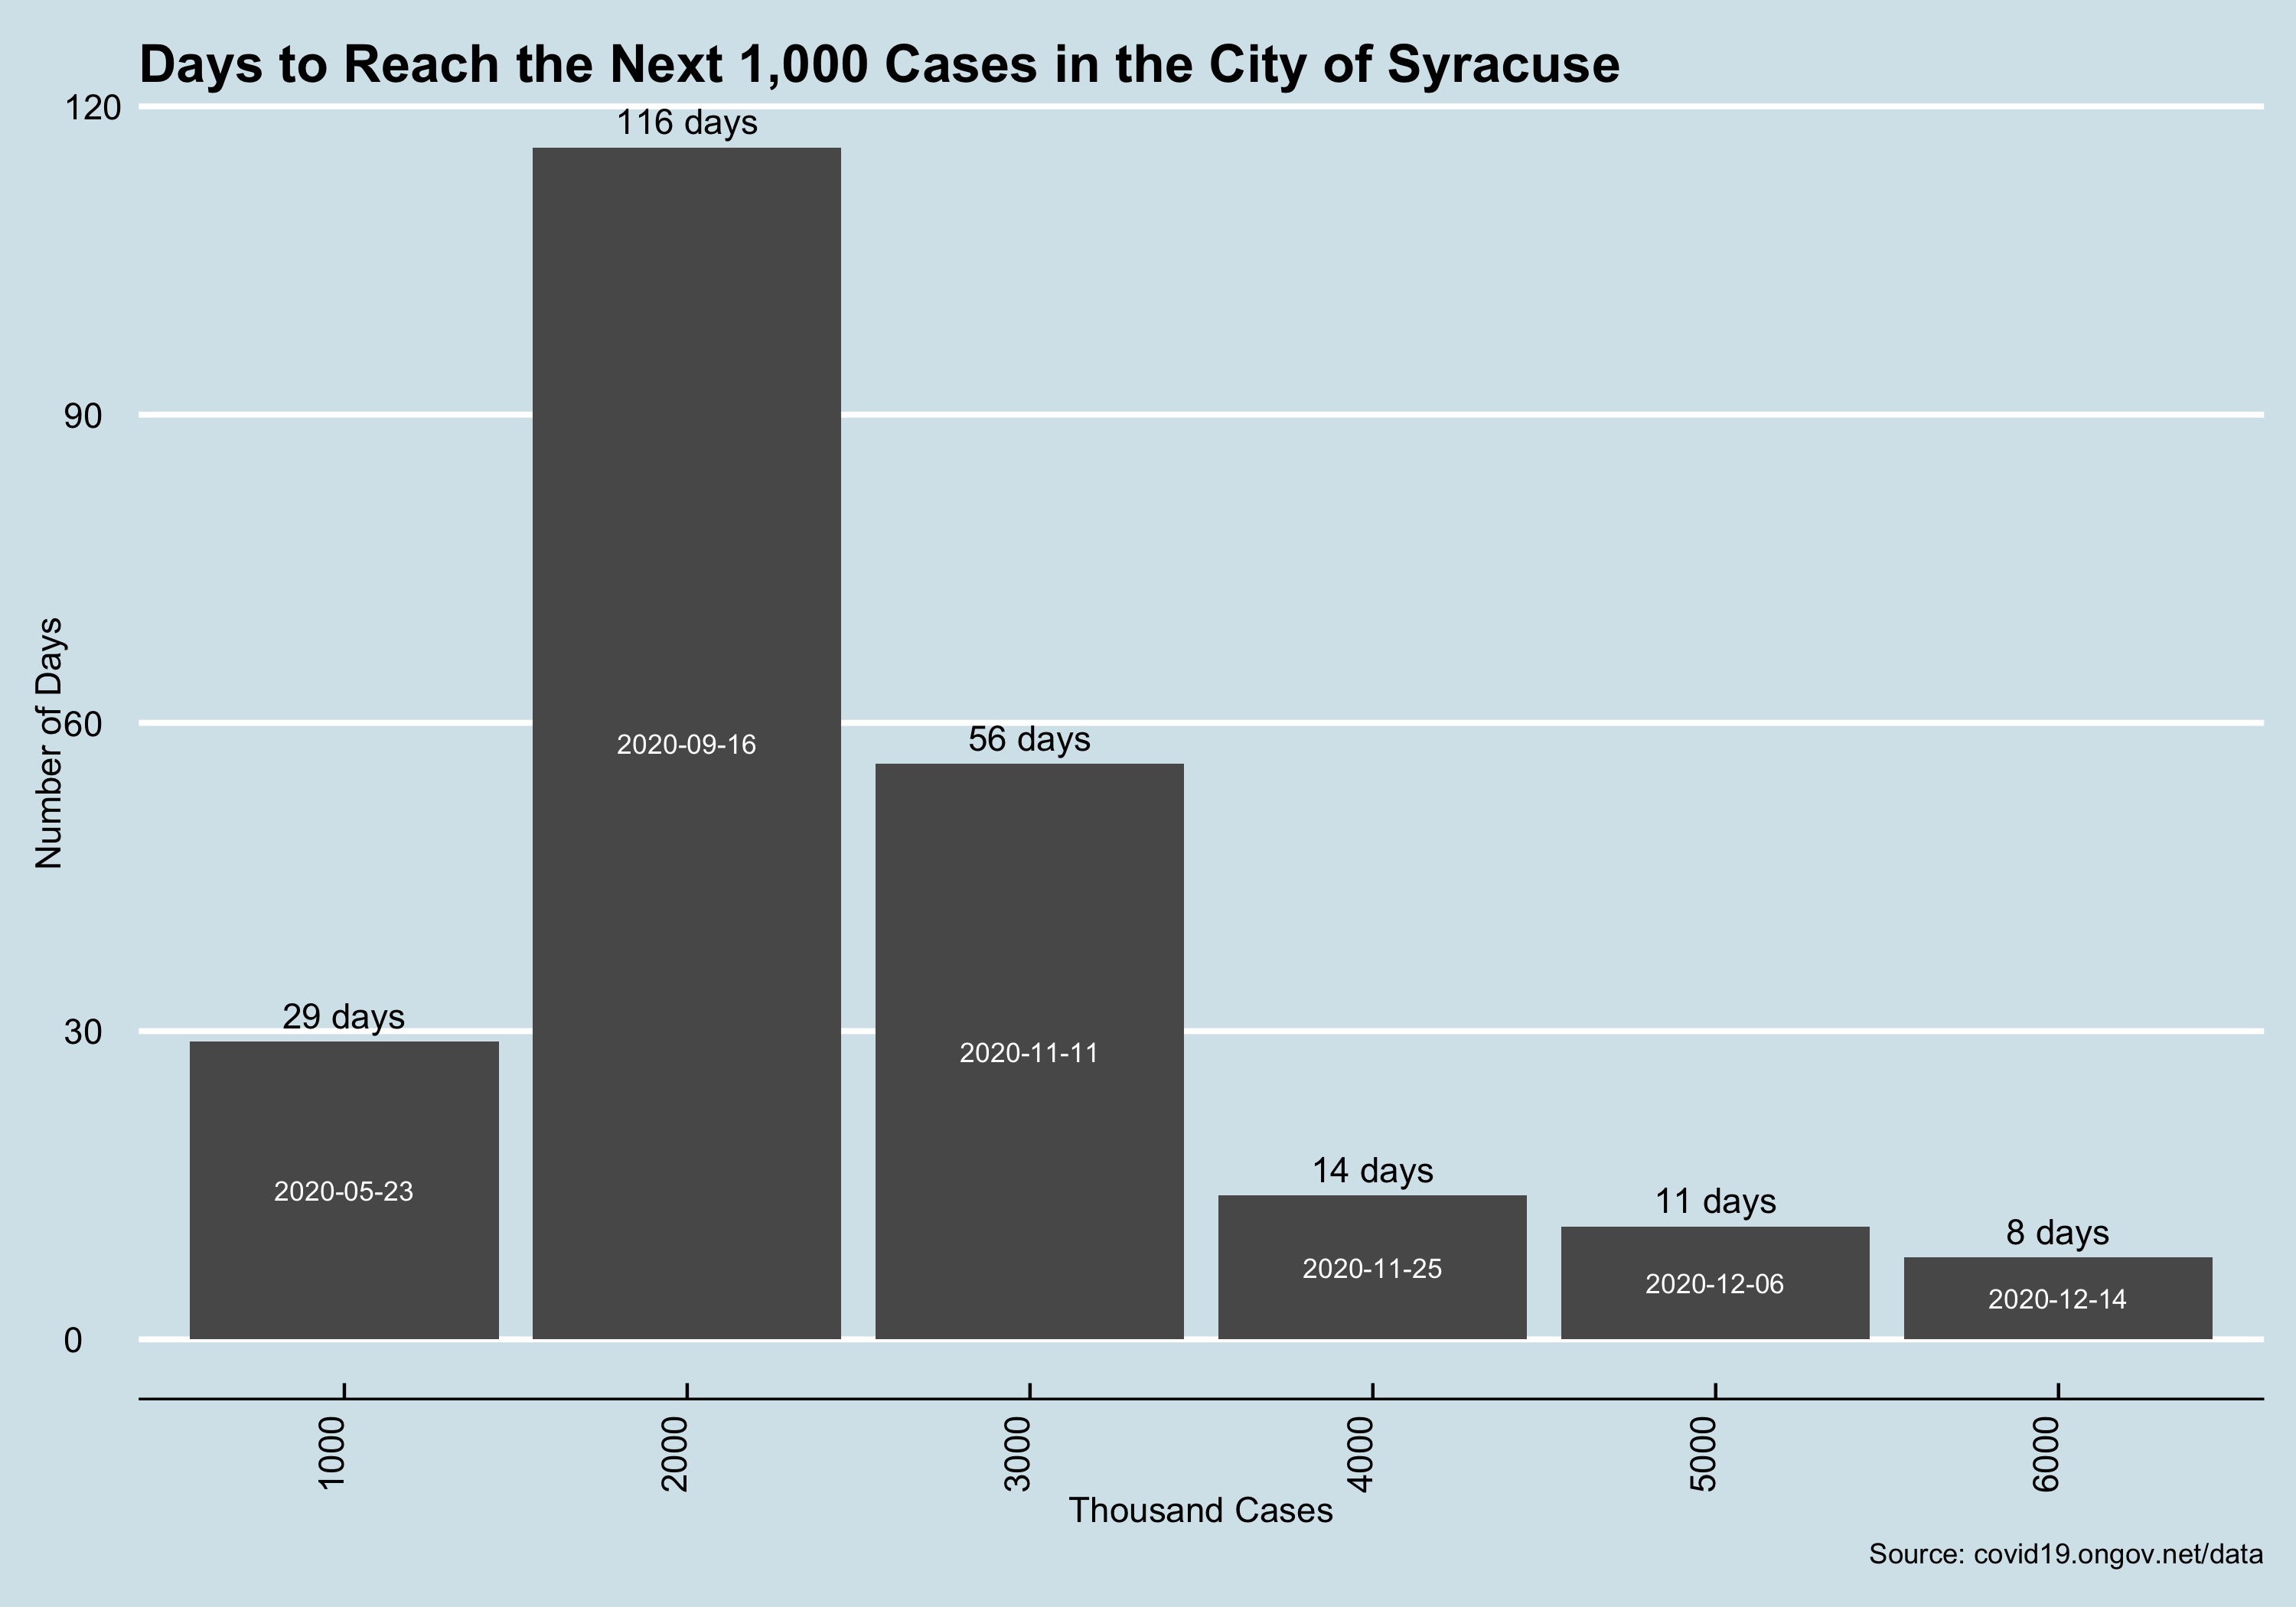 Days to Reach the Next 1,000 Cases in the City of Syracuse
120
90
60
30
0
Number of Days
116 days
56 days
29 days
14 days
11 days
8 days
2020-05-23
2020-09-16
2020-11-11
2020-11-25
2020-12-06
2020-12-14
1000
2000
3000
4000
5000
6000
Thousand Cases
Source: covid19.ongov.net/data